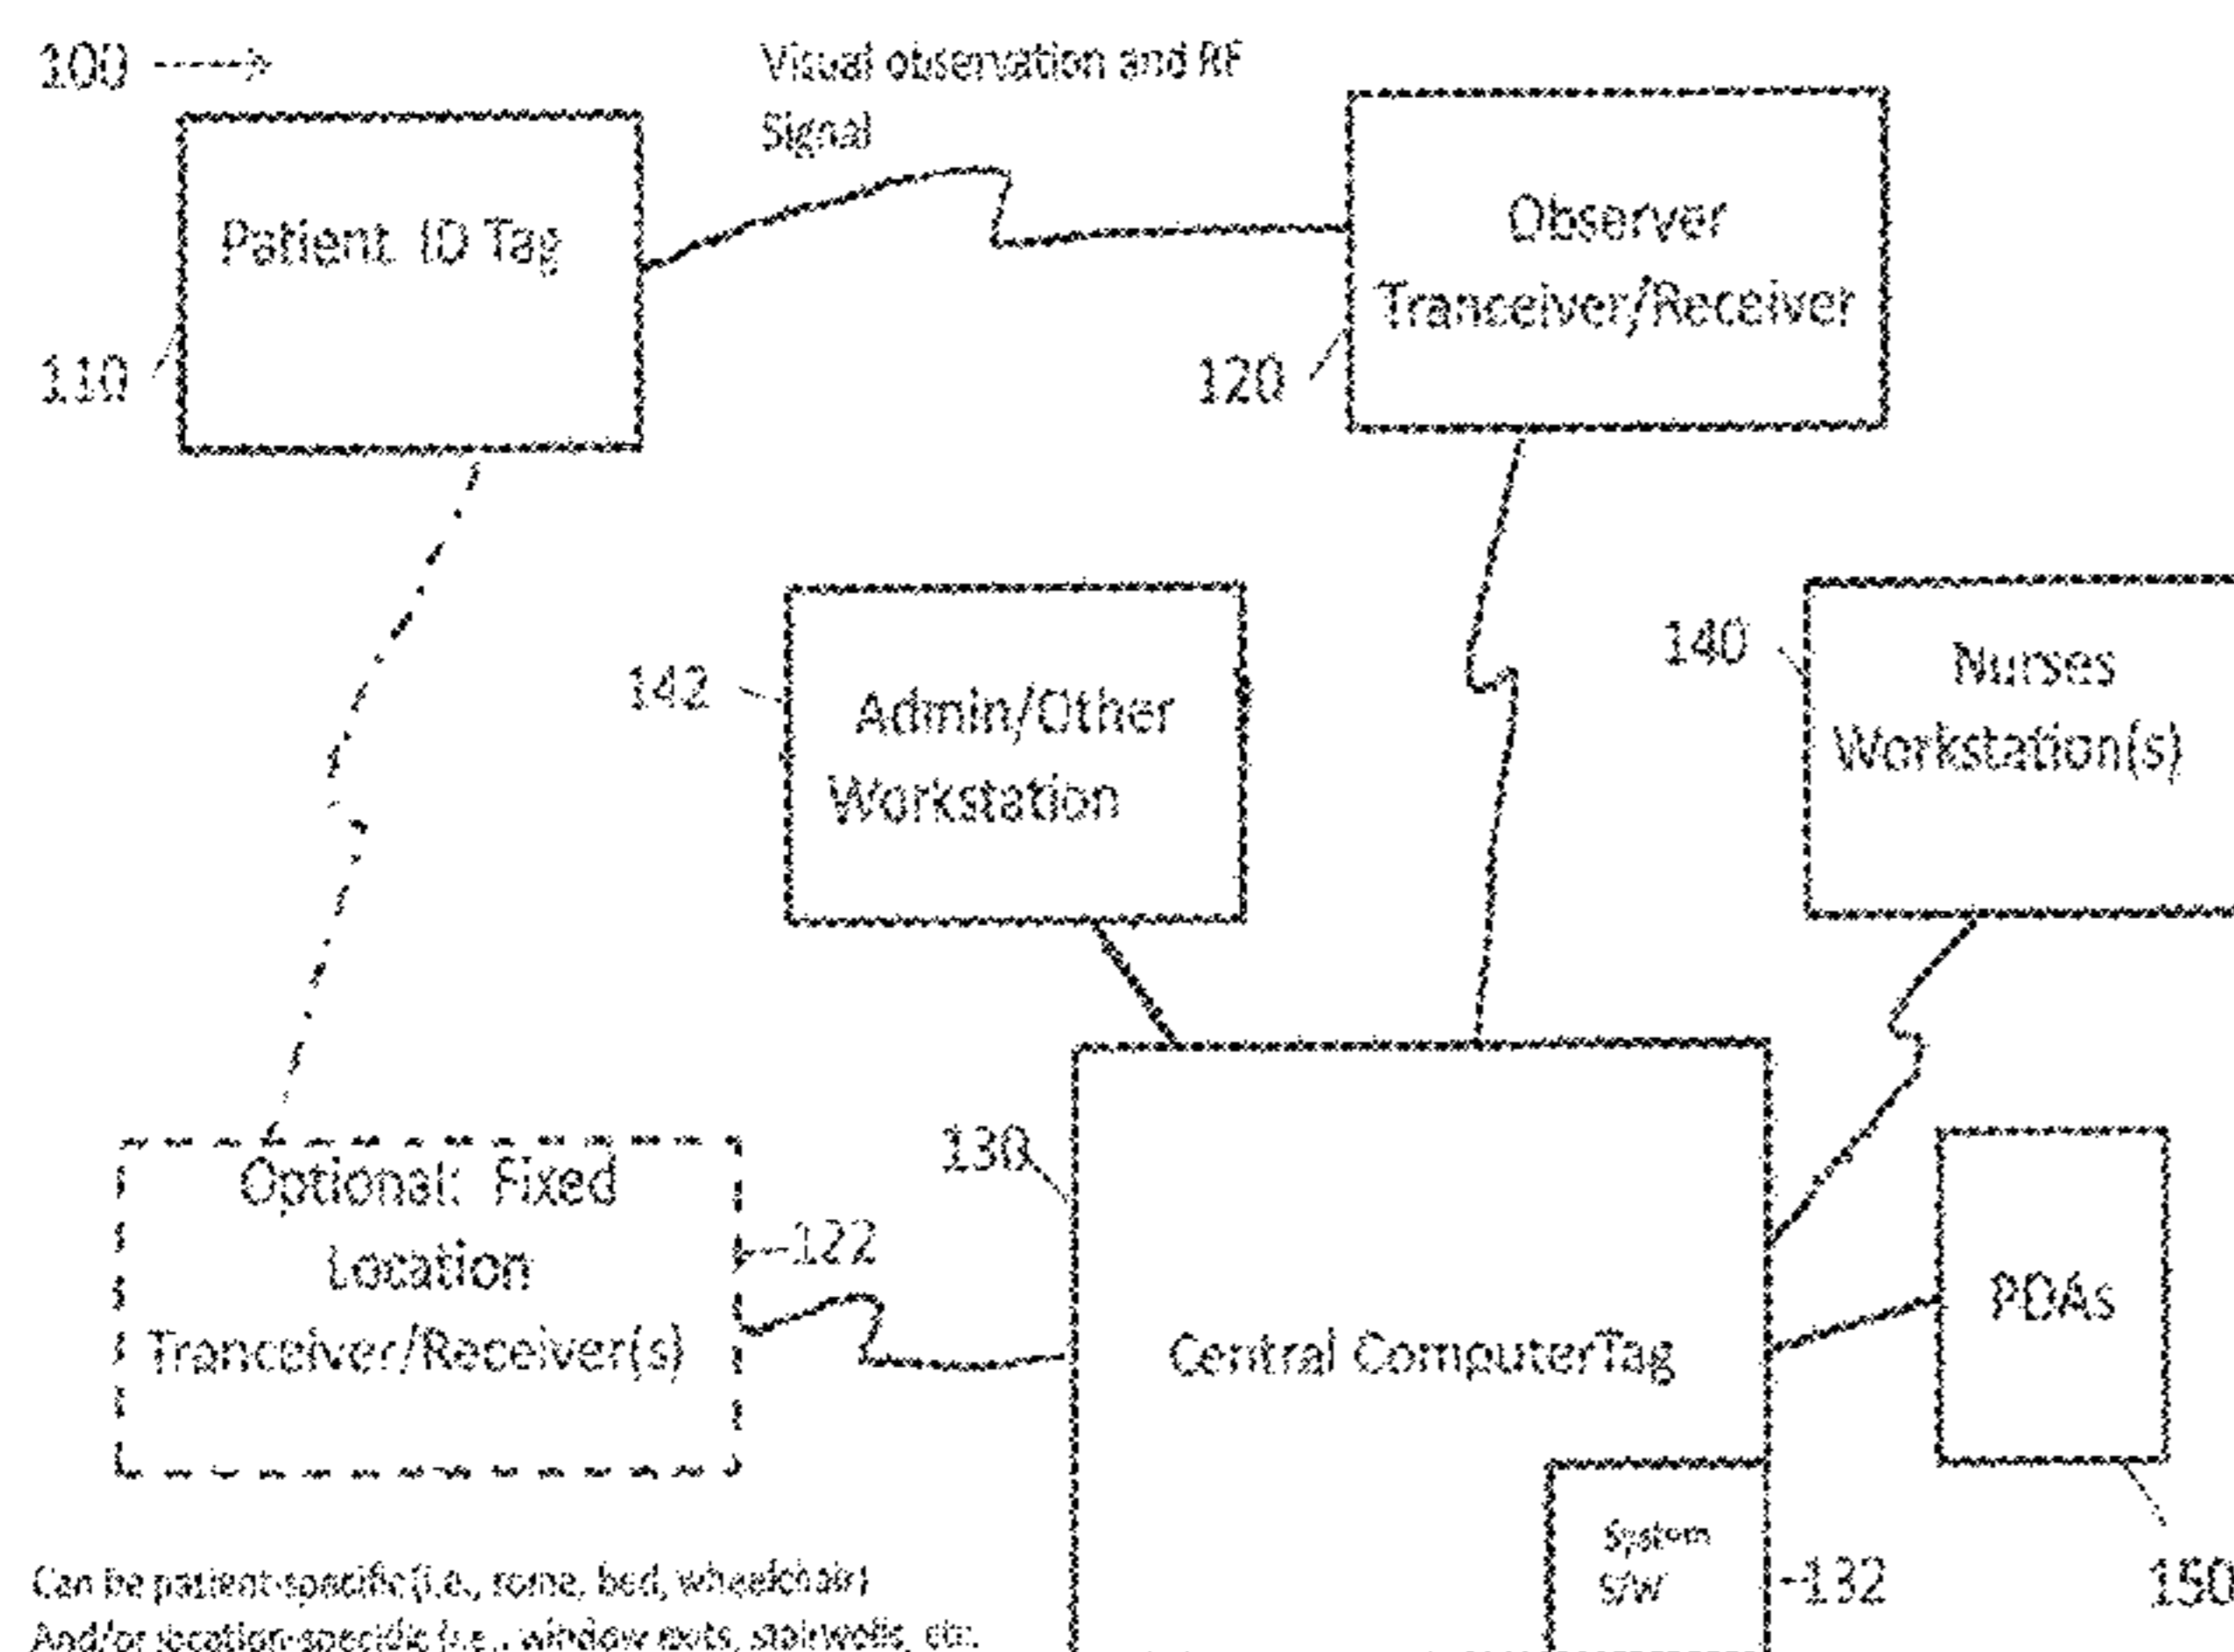 100
Visual observation and RF
Signal
Patient ID Tag
Observer
Tranceiver/Receiver
110
120
142
Admin/Other
Workstation
140
Nurses
Workstation(s)
130
Optional: Fixed
Location
Tranceiver/Receiver(s)
122
Central ComputerTag
PDAs
System
S/W
132
150
Can be patient-specific (i.e., rome, bed, wheelchair)
And/or location-specific (i.e., window exits, stairwells, etc.